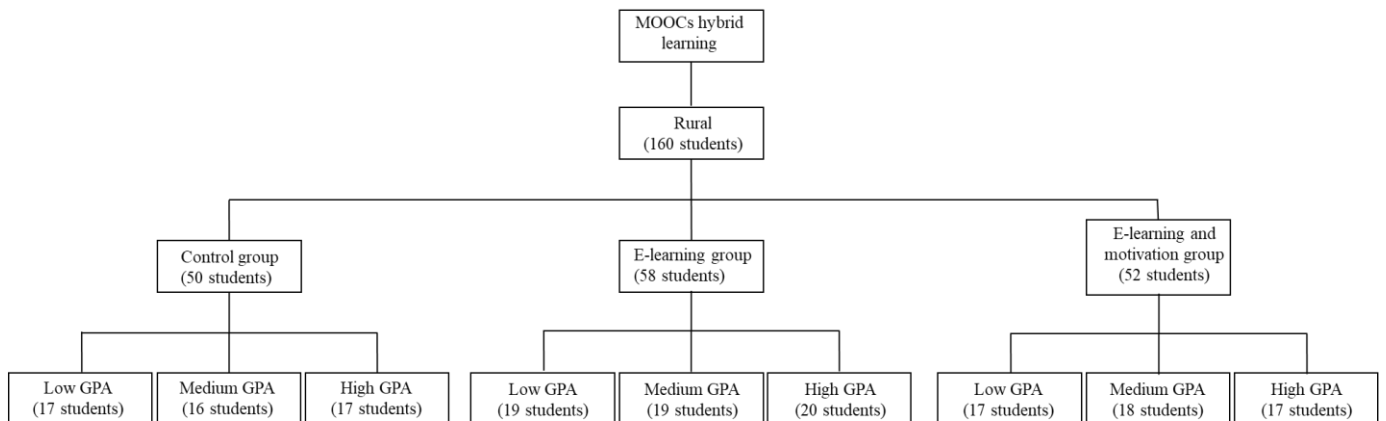 MOOCs hybrid
learning
Rural
(160 students)
Control group
(50 students)
E-learning group
(58 students)
E-learning and
motivation group
(52 students)
Low GPA
(17 students)
Medium GPA
(16 students)
High GPA
(17 students)
Low GPA
(19 students)
Medium GPA
(19 students)
High GPA
(20 students)
Low GPA
(17 students)
Medium GPA
(18 students)
High GPA
(17 students)